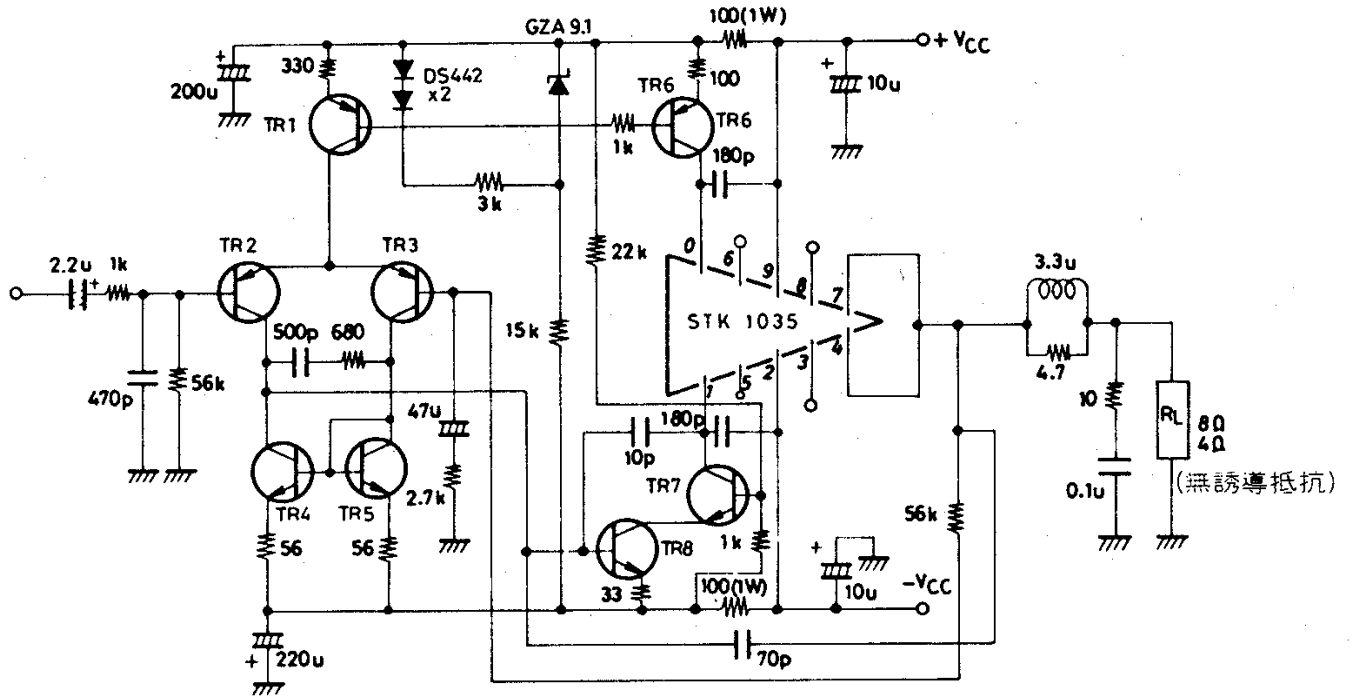 100(1W)
GZA 9.1
+ VCC
330
DS442
x2
100
200u
10u
TR6
TR1
TR6
1k
180p
3k
TR2
TR3
22k
0
6
9
8
7
3.3u
2.2u
1k
500p
680
15k
STK 1035
4.7
470p
56k
47u
1
5
2
3
4
10
RL
8Ω
4Ω
180p
10p
2.7k
TR7
0.1u
(無誘導抵抗)
TR4
TR5
56k
56
56
TR8
1k
33
100(1W)
10u
-VCC
220u
70p